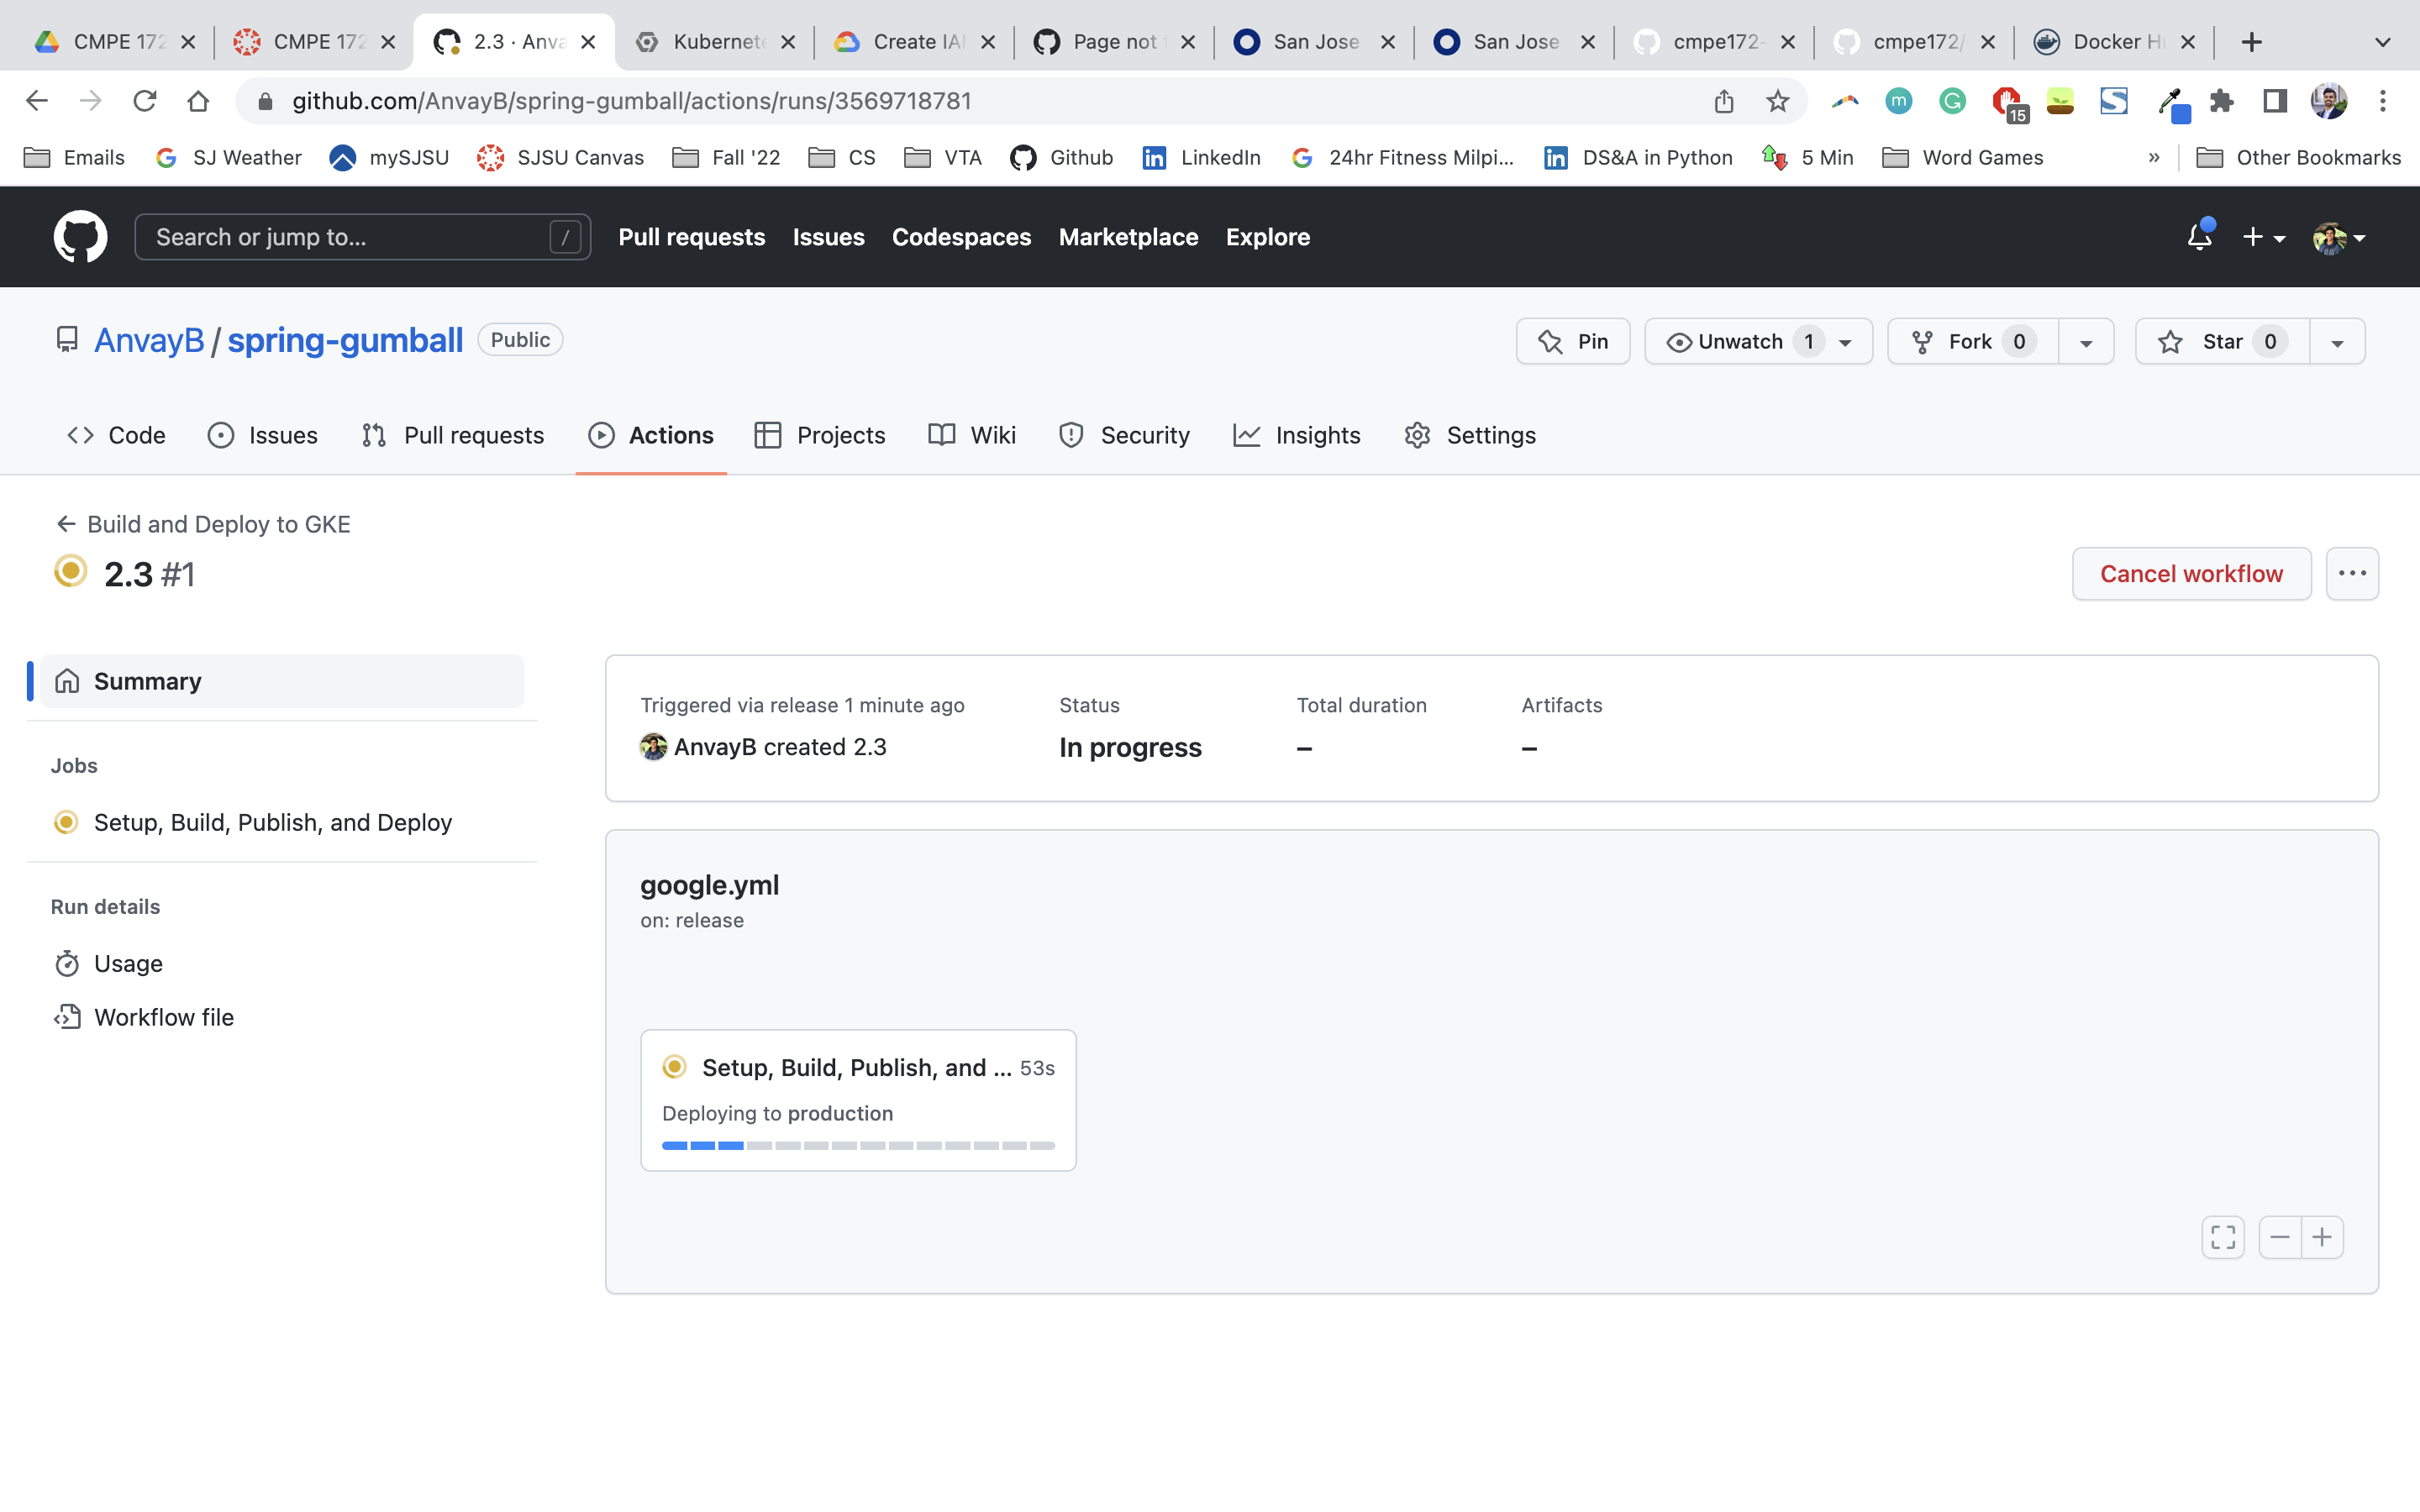 CMPE 172
CMPE 172
2.3 · Anva
Kubernete
Create IAM
Page not f
San Jose
San Jose
cmpe172-
cmpe172/
Docker Hu
github.com/AnvayB/spring-gumball/actions/runs/3569718781
m
15
Emails
SJ Weather
mySJSU
SJSU Canvas
Fall '22
CS
VTA
Github
LinkedIn
24hr Fitness Milpi...
DS&A in Python
5 Min
Word Games
»
Other Bookmarks
Search or jump to...
/
Pull requests
Issues
Codespaces
Marketplace
Explore
AnvayB / spring-gumball
Public
Pin
Unwatch 1
Fork 0
Star 0
Code
Issues
Pull requests
Actions
Projects
Wiki
Security
Insights
Settings
Build and Deploy to GKE
2.3 #1
Cancel workflow
Summary
Jobs
Setup, Build, Publish, and Deploy
Run details
Usage
Workflow file
Triggered via release 1 minute ago
AnvayB created 2.3
Status
In progress
Total duration
–
Artifacts
–
google.yml
on: release
Setup, Build, Publish, and ... 53s
Deploying to production